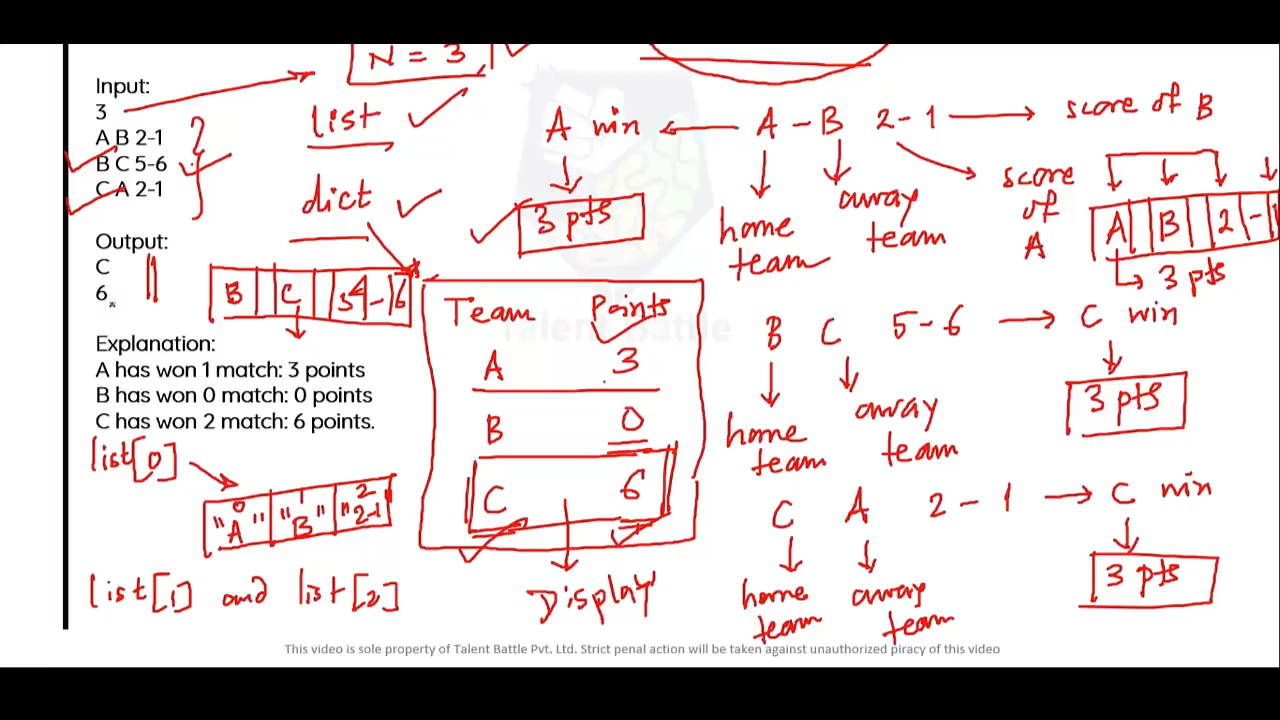 N = 3
Input:
3
A B 2-1
B C 5-6
C A 2-1
Output:
C
6
Explanation:
A has won 1 match: 3 points
B has won 0 match: 0 points
C has won 2 match: 6 points.
list
dict
B C 5-6
list[0]
0 1 2
"A" "B" "2-1"
list[1] and list[2]
A win
3 pts
Team Points
A 3
B 0
C 6
Display
A - B 2-1
score of B
score
of
A
home
team
away
team
A B 2 -
3 pts
B C 5-6
C win
3 pts
home
team
away
team
C A 2-1
C win
3 pts
home
team
away
team
Talent Battle
This video is sole property of Talent Battle Pvt. Ltd. Strict penal action will be taken against unauthorized piracy of this video